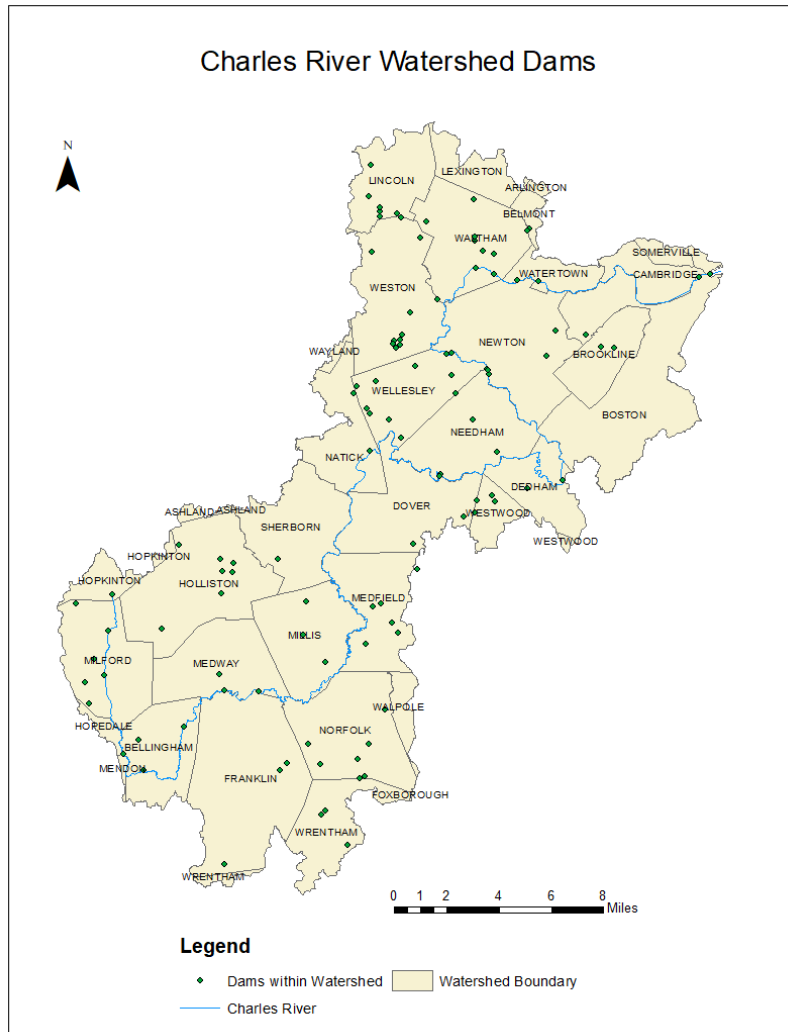 Charles River Watershed Dams
N
LINCOLN
LEXINGTON
ARLINGTON
BELMONT
WALTHAM
SOMERVILLE
WATERTOWN
CAMBRIDGE
WESTON
NEWTON
WAYLAND
BROOKLINE
WELLESLEY
BOSTON
NEEDHAM
NATICK
DEDHAM
DOVER
ASHLAND
ASHLAND
WESTWOOD
SHERBORN
WESTWOOD
HOPKINTON
HOPKINTON
HOLLISTON
MEDFIELD
MILLIS
MILFORD
MEDWAY
WALPOLE
HOPEDALE
NORFOLK
BELLINGHAM
MENDON
FRANKLIN
FOXBOROUGH
WRENTHAM
WRENTHAM
0 1 2 4 6 8
Miles
Legend
Dams within Watershed
Watershed Boundary
Charles River